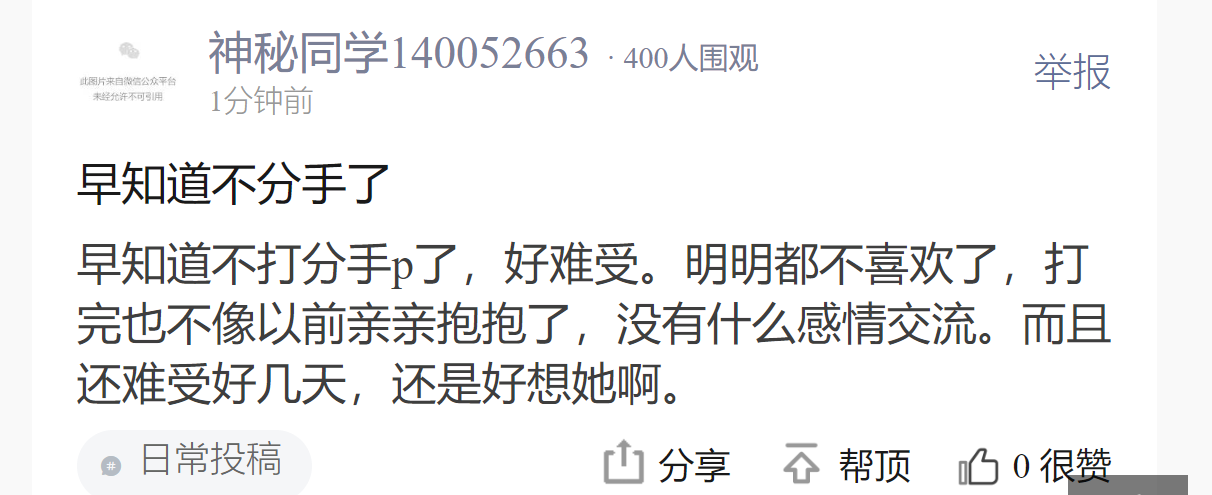 神秘同学140052663 · 400人围观
举报
此图片来自微信公众平台
未经允许不可引用
1分钟前
早知道不分手了
早知道不打分手p了，好难受。明明都不喜欢了，打
完也不像以前亲亲抱抱了，没有什么感情交流。而且
还难受好几天，还是好想她啊。
# 日常投稿
分享
帮顶
0 很赞